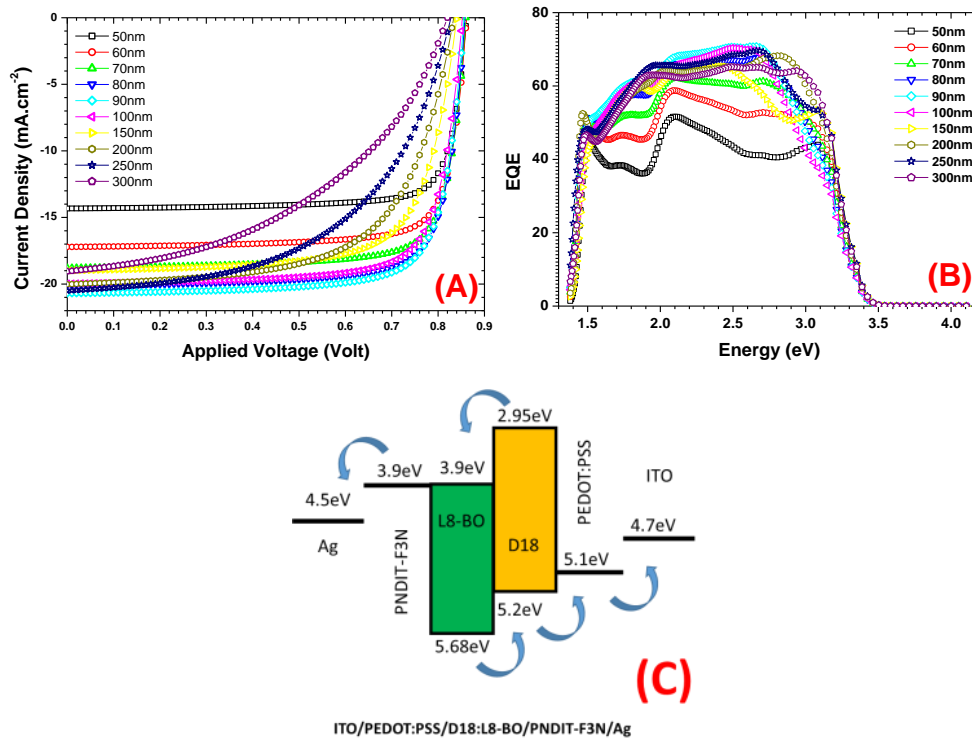 0
-5
-10
-15
-20
0.0 0.1 0.2 0.3 0.4 0.5 0.6 0.7 0.8 0.9
Current Density (mA.cm⁻²)
Applied Voltage (Volt)
50nm
60nm
70nm
80nm
90nm
100nm
150nm
200nm
250nm
300nm
(A)
80
60
40
20
0
1.5 2.0 2.5 3.0 3.5 4.0
EQE
Energy (eV)
(B)
50nm
60nm
70nm
80nm
90nm
100nm
150nm
200nm
250nm
300nm
2.95eV
3.9eV
3.9eV
4.5eV
Ag
PNDIT-F3N
L8-BO
D18
PEDOT:PSS
ITO
4.7eV
5.1eV
5.2eV
5.68eV
(C)
ITO/PEDOT:PSS/D18:L8-BO/PNDIT-F3N/Ag